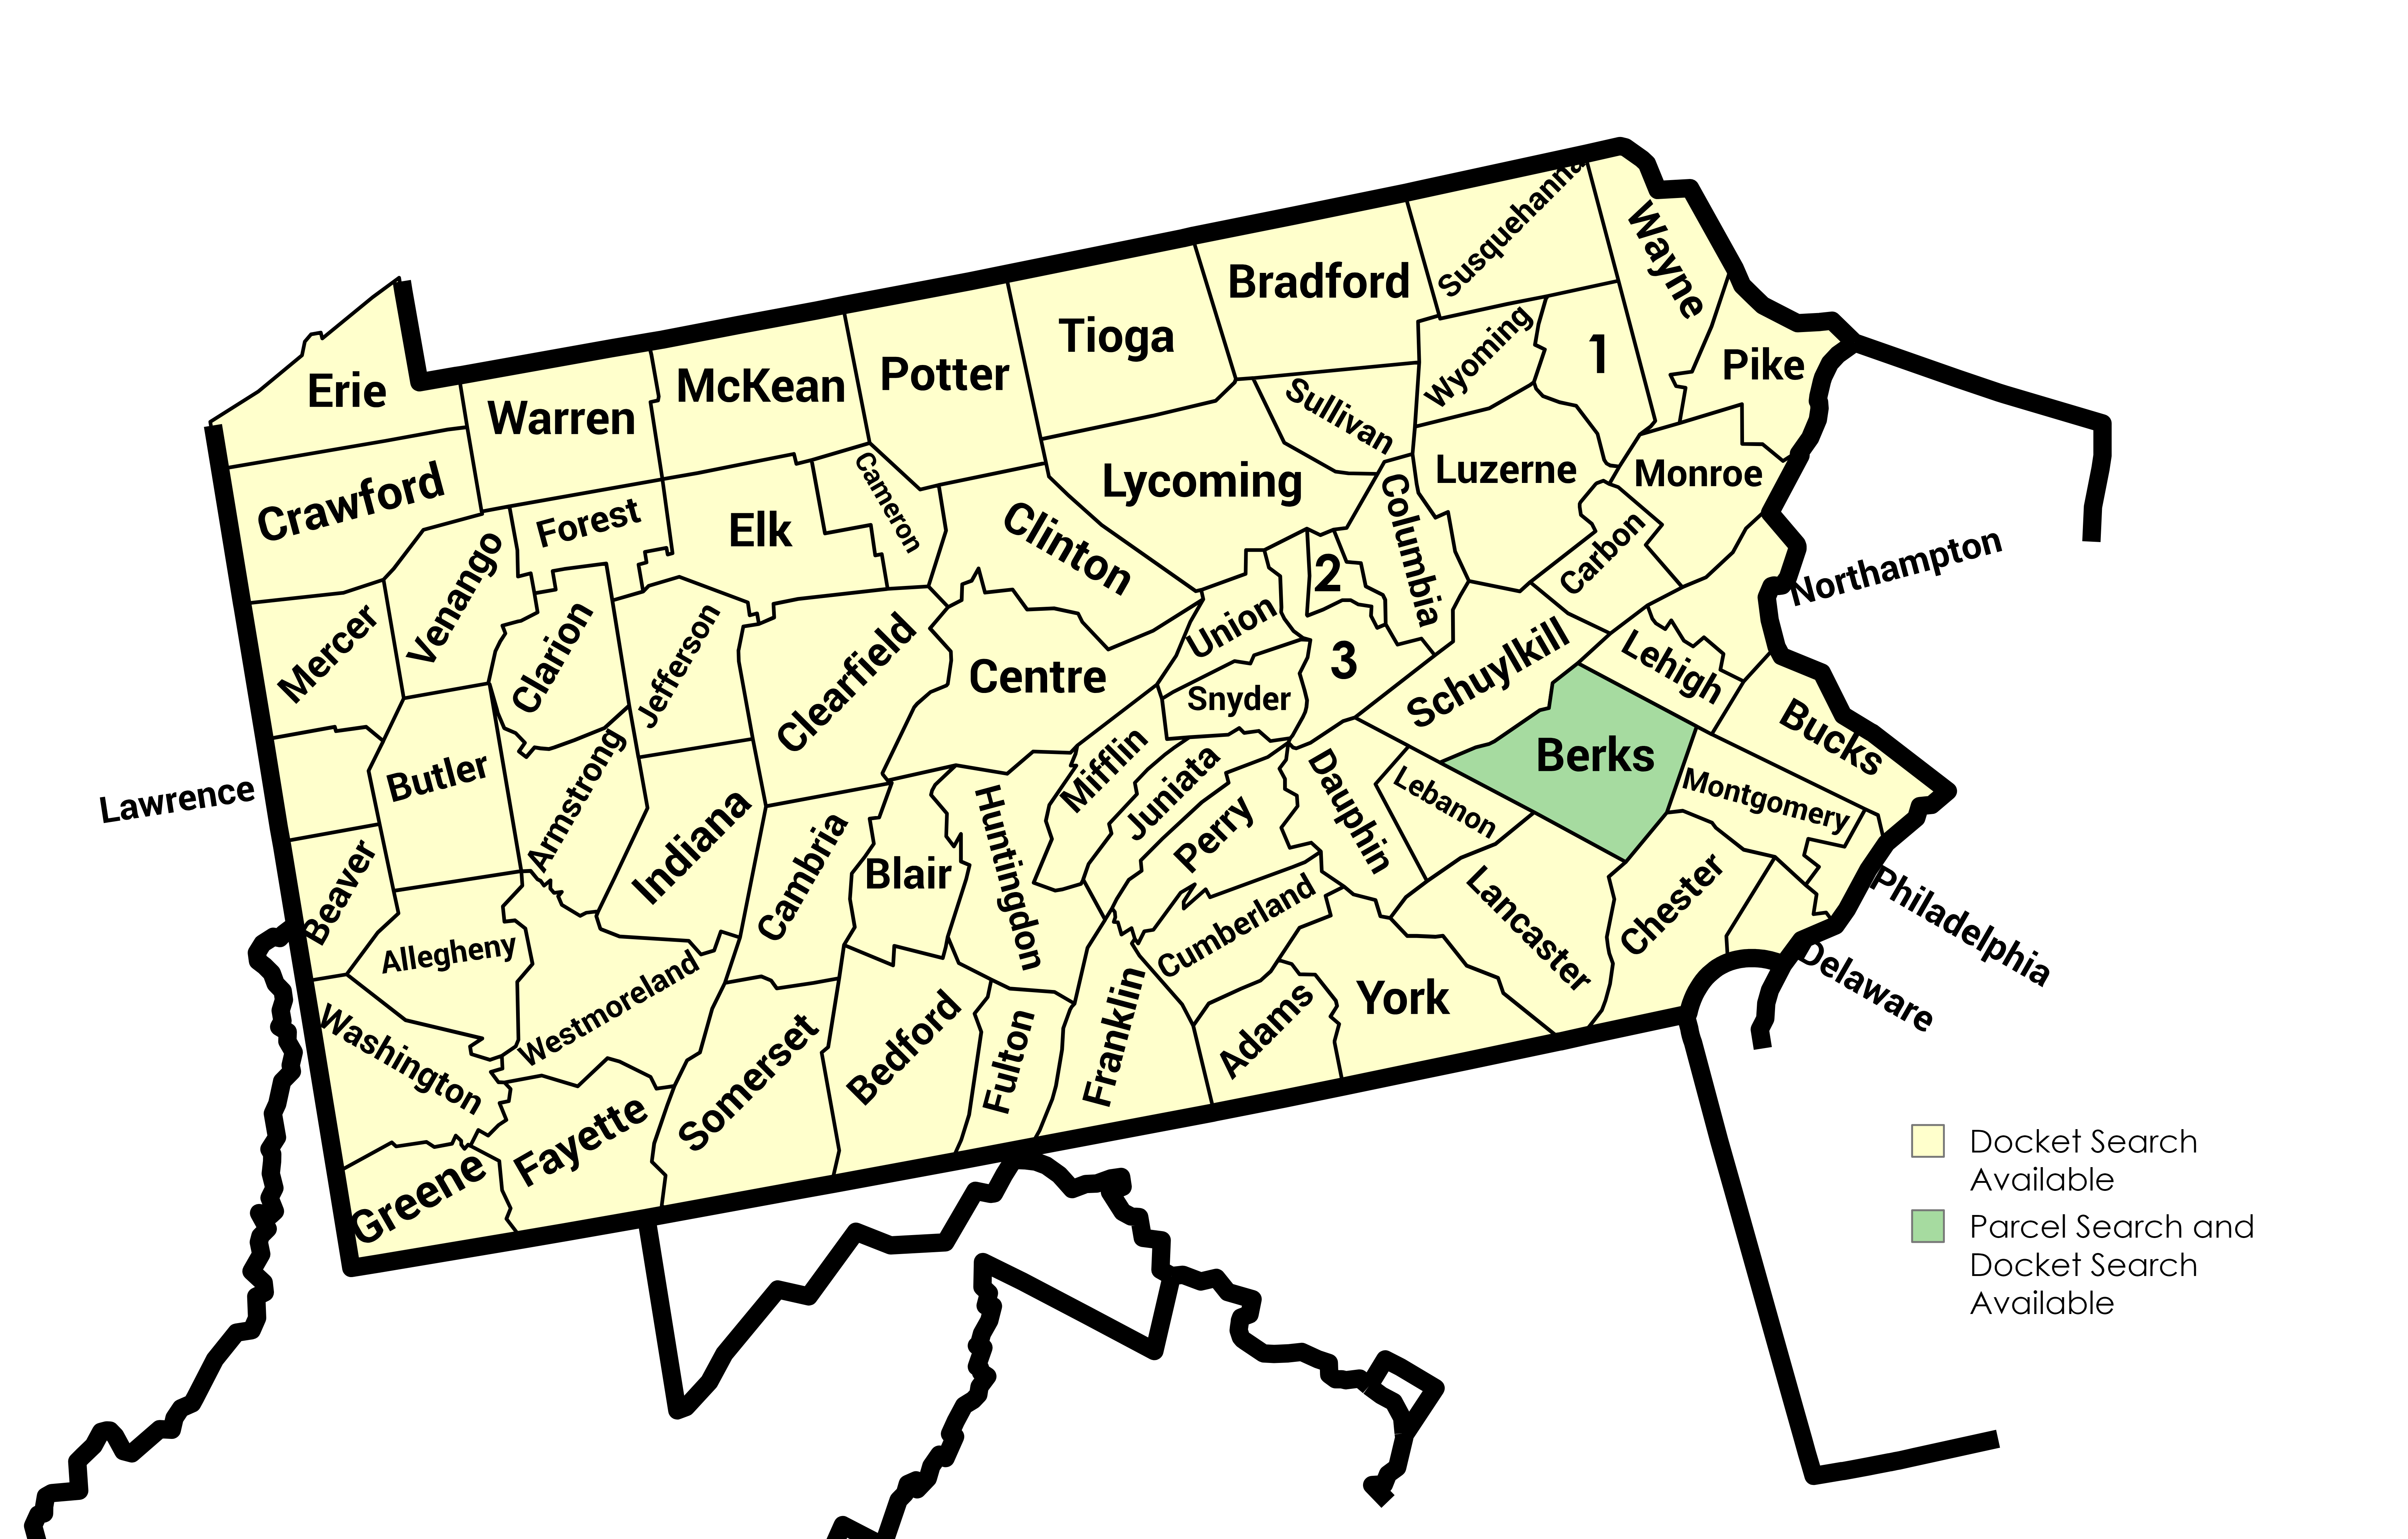 Susquehanna
Wayne
Bradford
Tioga
Wyoming
1
Pike
Potter
McKean
Erie
Warren
Sullivan
Luzerne
Monroe
Lycoming
Crawford
Cameron
Elk
Forest
Clinton
Columbia
Carbon
Northampton
2
Venango
Union
3
Mercer
Clarion
Jefferson
Clearfield
Centre
Schuylkill
Lehigh
Snyder
Bucks
Berks
Butler
Lawrence
Armstrong
Mifflin
Juniata
Dauphin
Lebanon
Montgomery
Perry
Indiana
Cambria
Blair
Huntingdon
Beaver
Allegheny
Cumberland
Lancaster
Chester
Philadelphia
Delaware
Westmoreland
York
Washington
Franklin
Adams
Bedford
Fulton
Somerset
Fayette
Greene
Docket Search
Available
Parcel Search and
Docket Search
Available